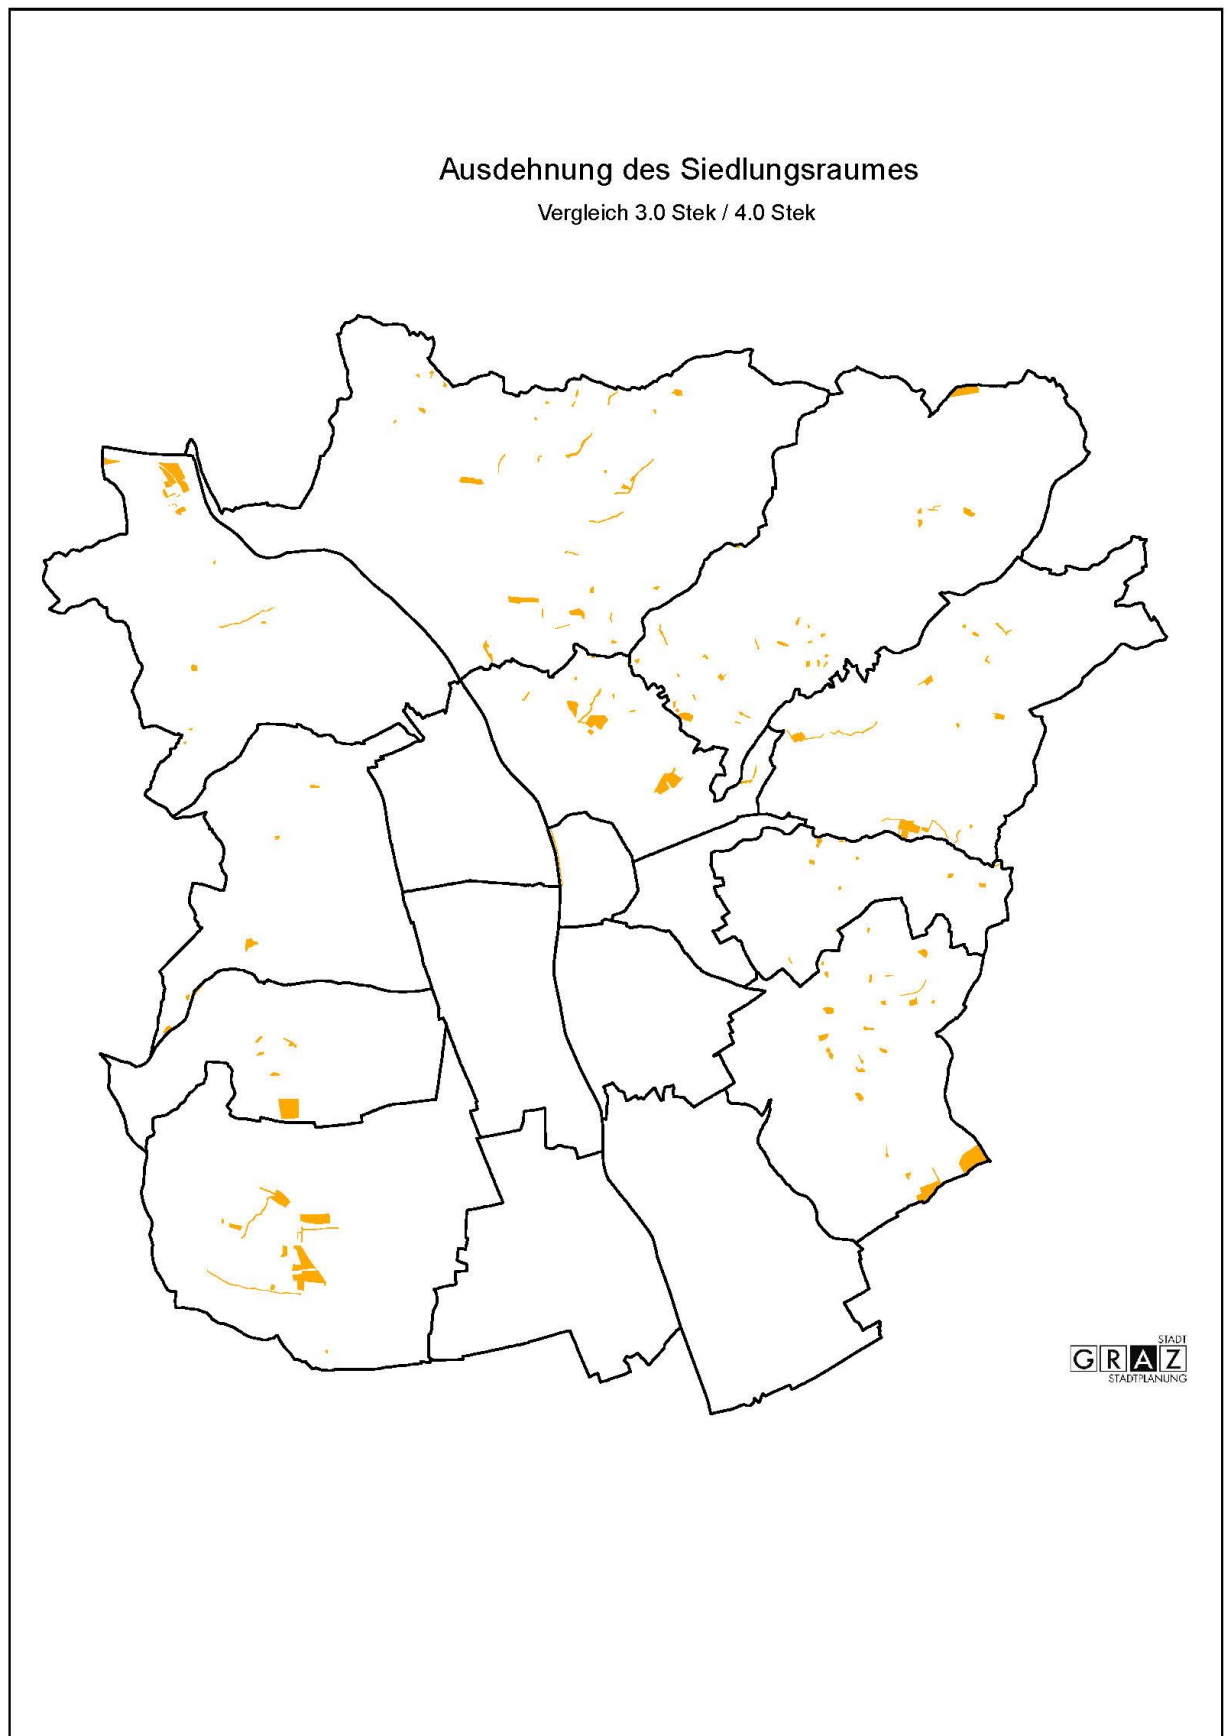 Ausdehnung des Siedlungsraumes
Vergleich 3.0 Stek / 4.0 Stek
STADT
GRAZ
STADTPLANUNG